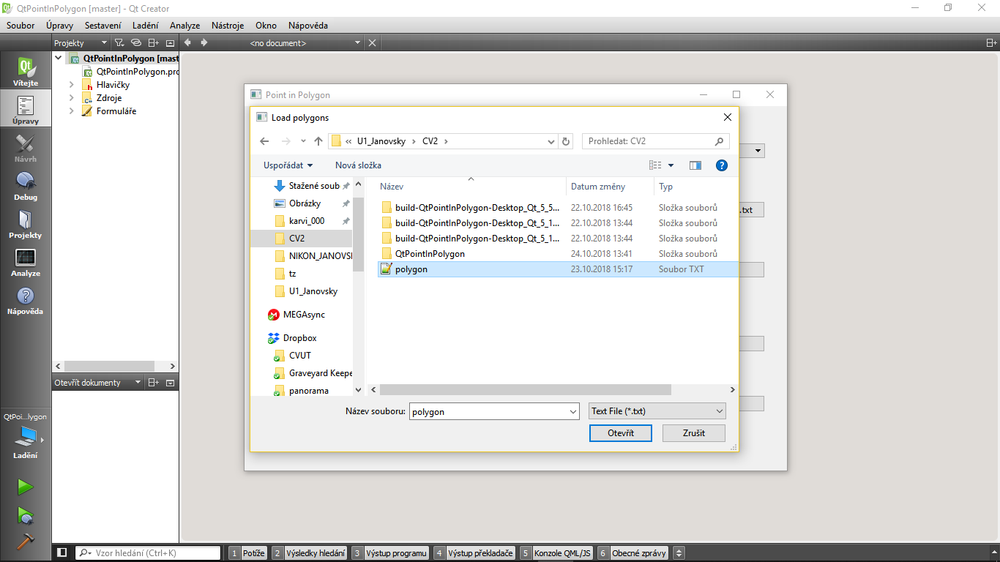 QtPointInPolygon [master] - Qt Creator
Soubor Úpravy Sestavení Ladění Analyze Nástroje Okno Nápověda
Projekty <no document>
QtPointInPolygon [mast
QtPointInPolygon.pro
Hlavičky
Zdroje
Formuláře
Vítejte
Úpravy
Návrh
Debug
Projekty
Analyze
Nápověda
Point in Polygon
Load polygons
« U1_Janovsky › CV2 ›
Prohledat: CV2
Uspořádat Nová složka
Stažené soub
Obrázky
karvi_000
CV2
NIKON_JANOVS
tz
U1_Janovsky
MEGAsync
Dropbox
CVUT
Graveyard Keepe
panorama
Název Datum změny Typ
build-QtPointInPolygon-Desktop_Qt_5_5... 22.10.2018 16:45 Složka souborů
build-QtPointInPolygon-Desktop_Qt_5_1... 22.10.2018 13:44 Složka souborů
build-QtPointInPolygon-Desktop_Qt_5_1... 22.10.2018 13:44 Složka souborů
QtPointInPolygon 24.10.2018 13:41 Složka souborů
polygon 23.10.2018 15:17 Soubor TXT
.txt
Název souboru: polygon Text File (*.txt)
Otevřít Zrušit
Otevřít dokumenty
QtPoi...lygon
Ladění
Vzor hledání (Ctrl+K) 1 Potíže 2 Výsledky hledání 3 Výstup programu 4 Výstup překladače 5 Konzole QML/JS 6 Obecné zprávy